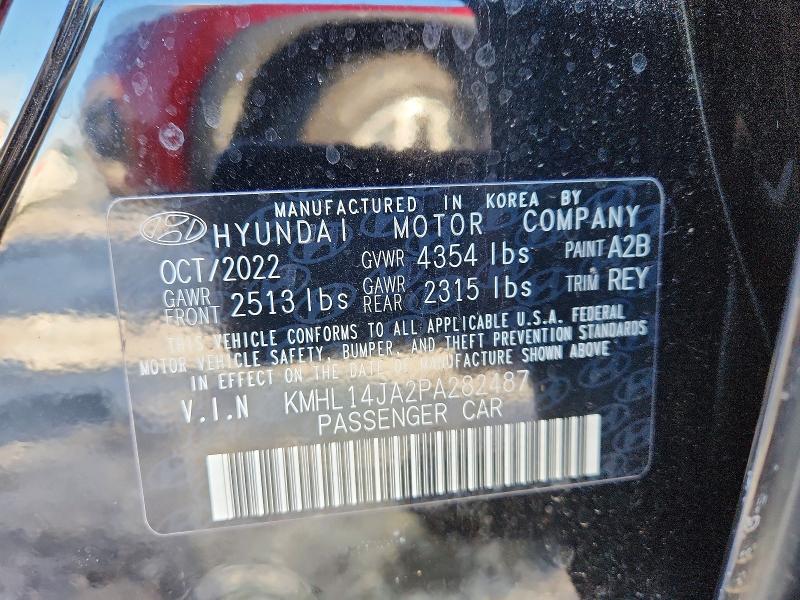 MANUFACTURED IN KOREA BY
HYUNDAI MOTOR COMPANY
OCT/2022 GVWR 4354 lbs PAINT A2B
GAWR FRONT 2513 lbs GAWR REAR 2315 lbs TRIM REY
THIS VEHICLE CONFORMS TO ALL APPLICABLE U.S.A. FEDERAL
MOTOR VEHICLE SAFETY, BUMPER, AND THEFT PREVENTION STANDARDS
IN EFFECT ON THE DATE OF MANUFACTURE SHOWN ABOVE
V.I.N KMHL14JA2PA282487
PASSENGER CAR